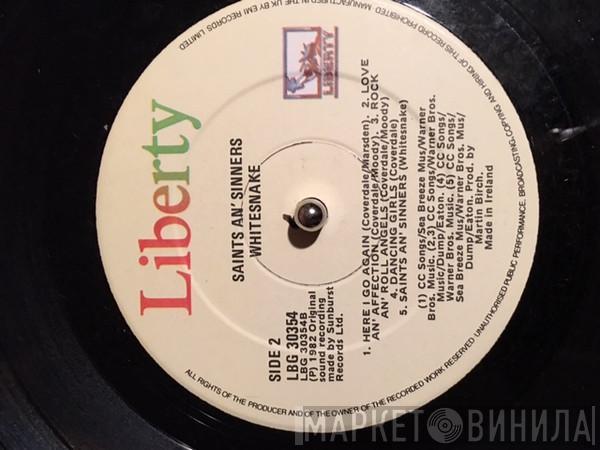 MANUFACTURED IN THE UK BY EMI RECORDS LIMITED
ALL RIGHTS OF THE PRODUCER AND OF THE OWNER OF THE RECORDED WORK RESERVED. UNAUTHORISED PUBLIC PERFORMANCE, BROADCASTING, COPYING AND HIRING OF THIS RECORD PROHIBITED
Liberty
LIBERTY
SAINTS AN' SINNERS
WHITESNAKE
SIDE 2
LBG 30354
LBG 30354B
(P) 1982 Original
sound recording
made by Sunburst
Records Ltd.
1. HERE I GO AGAIN (Coverdale/Marsden). 2. LOVE
AN' AFFECTION (Coverdale/Moody) 3. ROCK
AN' ROLL ANGELS (Coverdale/Moody)
4. DANCING GIRLS (Coverdale)
5. SAINTS AN' SINNERS (Whitesnake)
(1) CC Songs/Sea Breeze Mus/Warner
Bros. Music. (2,3) CC Songs/Warner Bros.
Music/Dump/Eaton. (4) CC Songs/
Warner Bros. Music. (5) CC Songs/
Sea Breeze Mus/Warner Bros. Mus/
Dump/Eaton. Prod. by
Martin Birch.
Made in Ireland
МАРКЕТ ВИНИЛА